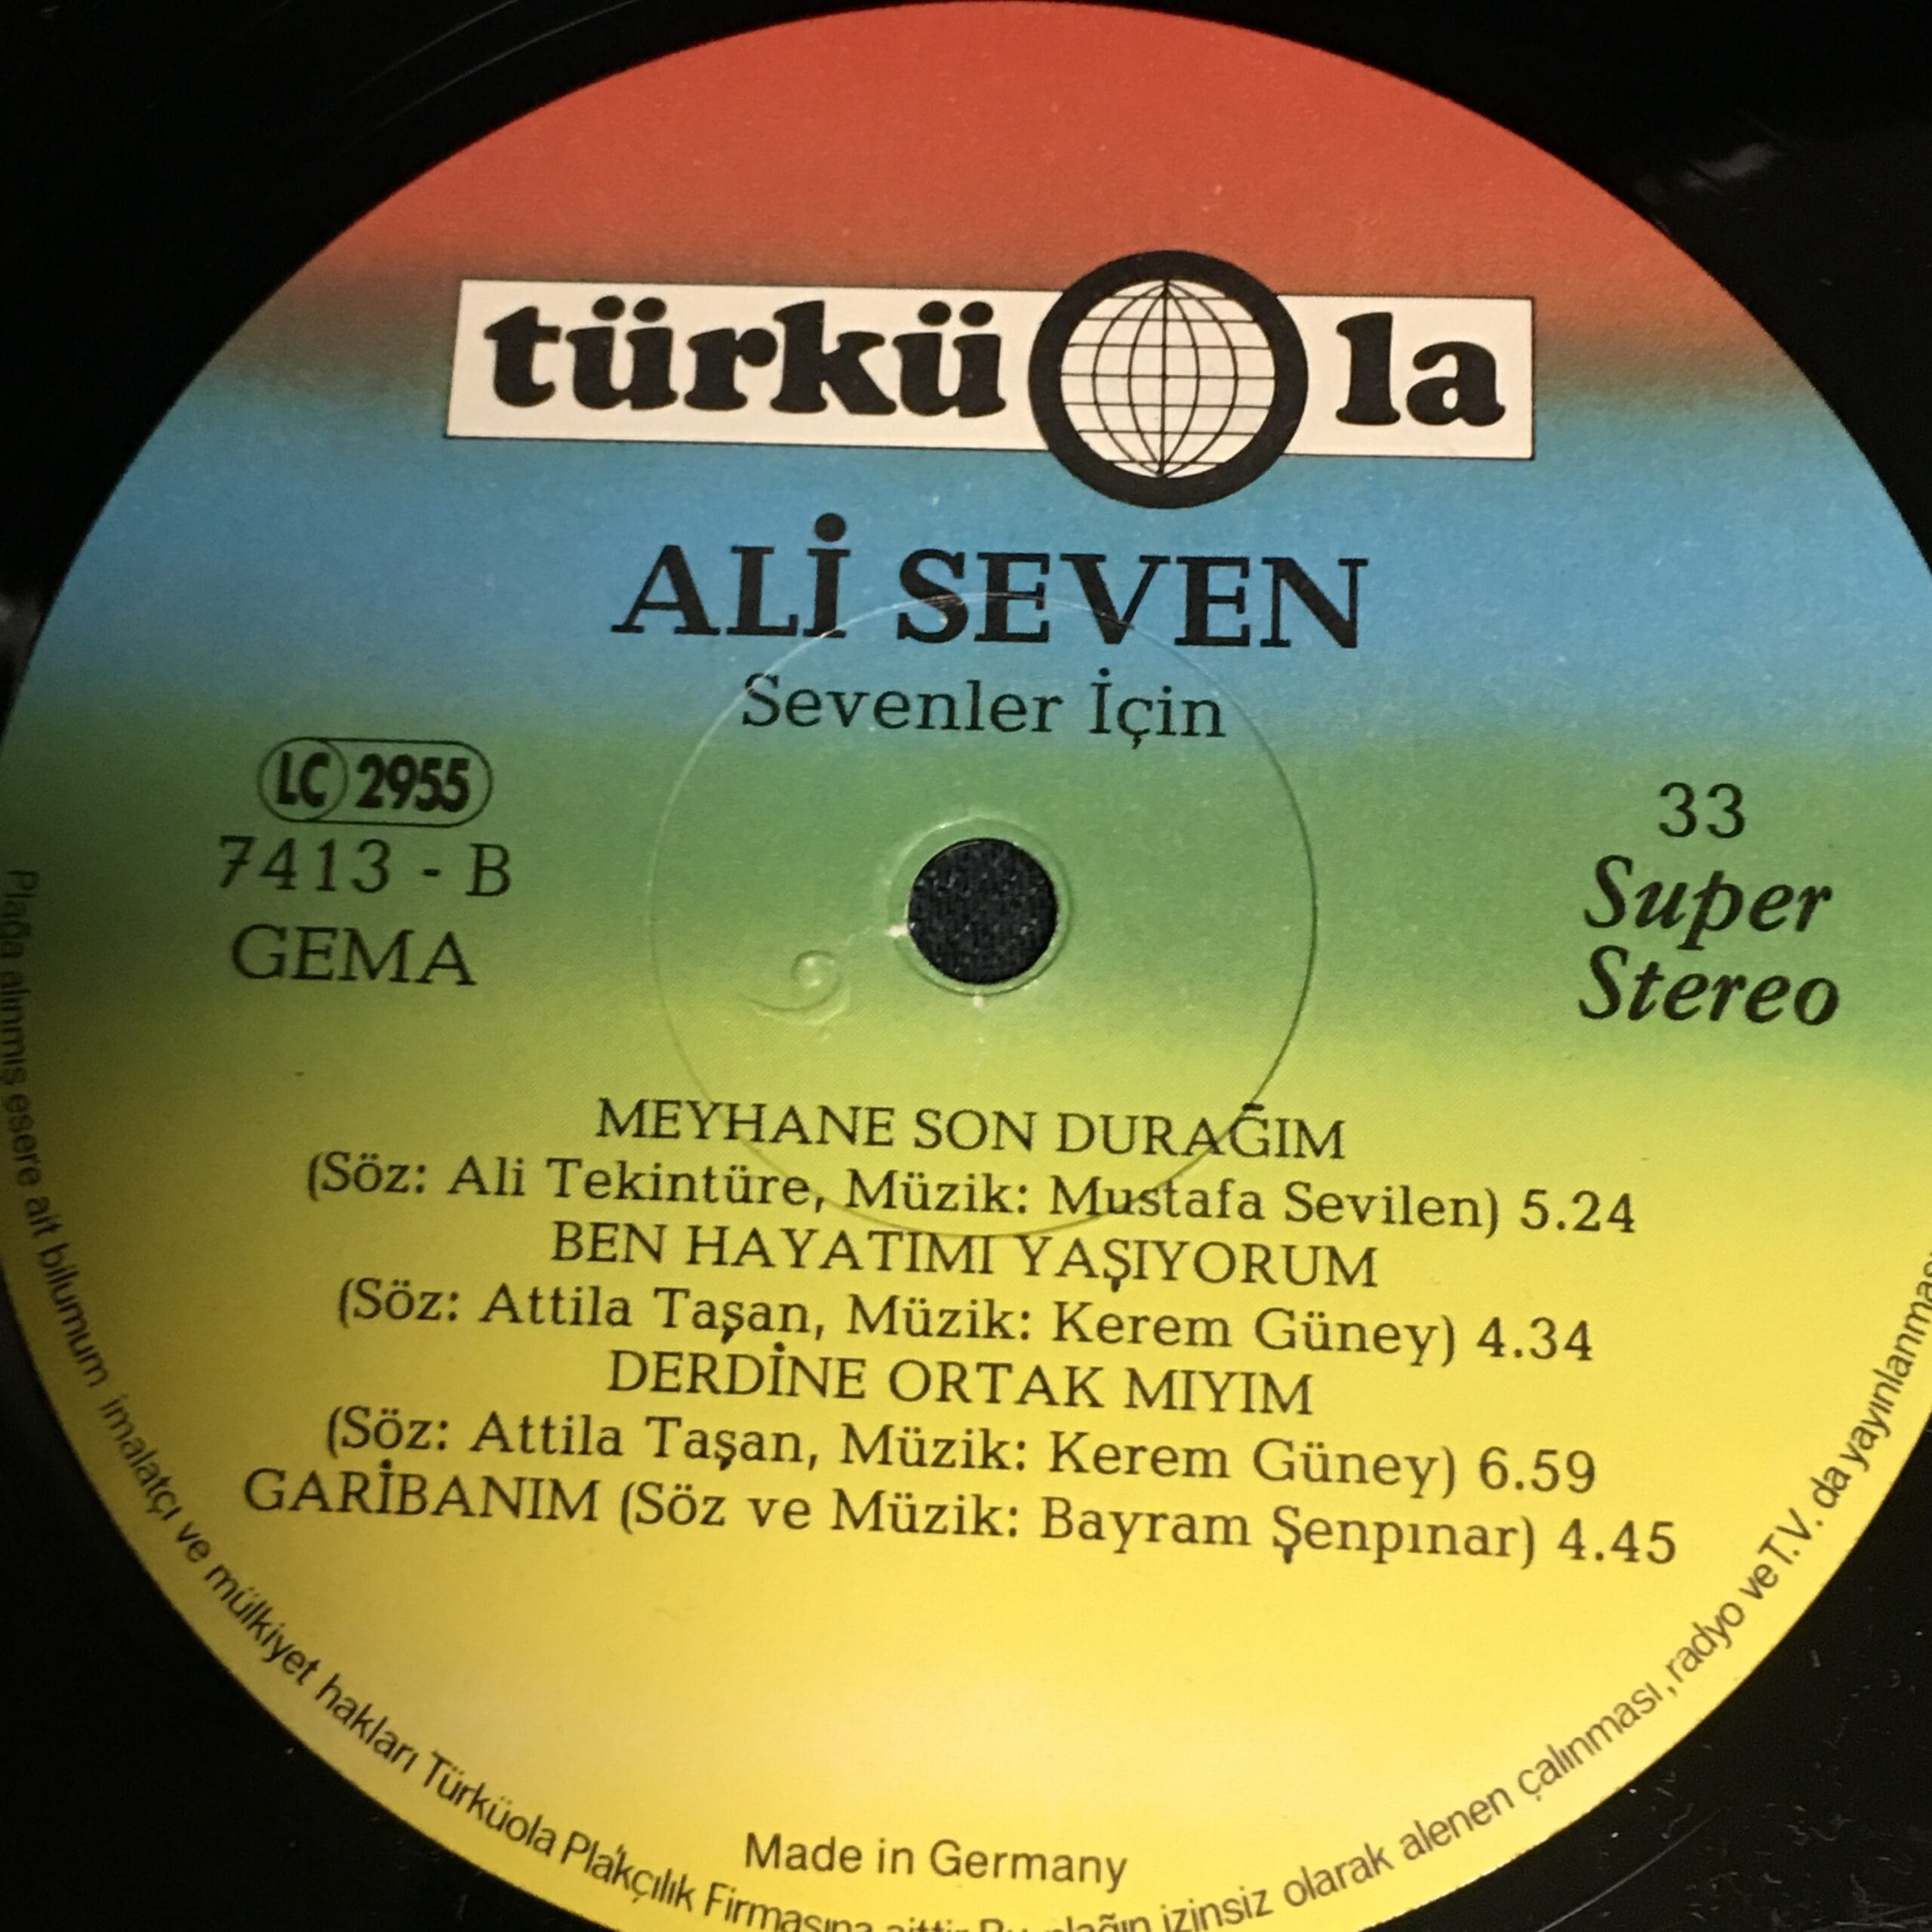 türküola
ALİ SEVEN
Sevenler İçin
LC 2955
7413 - B
GEMA
33
Super
Stereo
MEYHANE SON DURAĞIM
(Söz: Ali Tekintüre, Müzik: Mustafa Sevilen) 5.24
BEN HAYATIMI YAŞIYORUM
(Söz: Attila Taşan, Müzik: Kerem Güney) 4.34
DERDİNE ORTAK MIYIM
(Söz: Attila Taşan, Müzik: Kerem Güney) 6.59
GARİBANIM (Söz ve Müzik: Bayram Şenpınar) 4.45
Made in Germany
Plağa alınmış esere ait bilumum imalatçı ve mülkiyet hakları Türküola Plakçılık Firmasına aittir Bu plağın izinsiz olarak alenen çalınması, radyo ve T.V. da yayınlanması